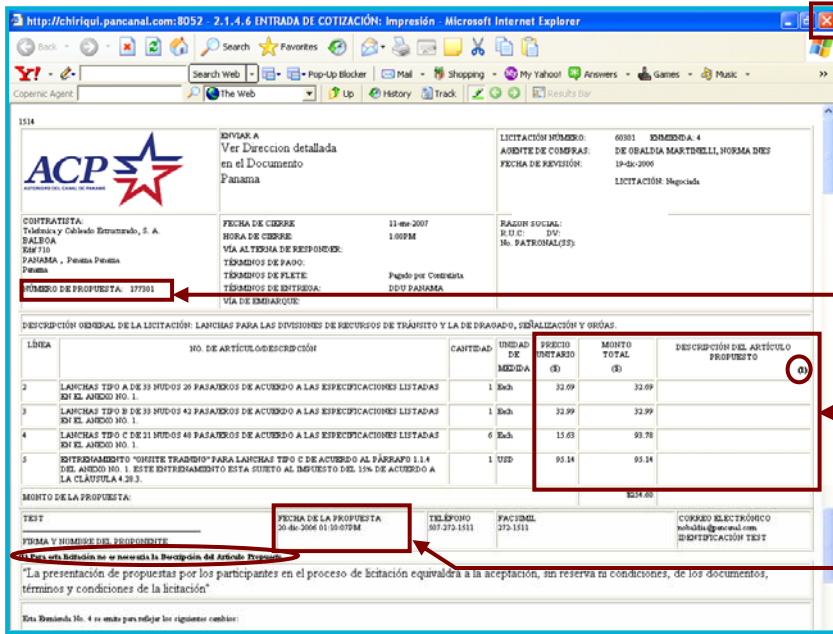 http://chiriqui.pancanal.com:8052 - 2.1.4.6 ENTRADA DE COTIZACIÓN: Impresión - Microsoft Internet Explorer
Back Search Favorites
Y! Search Web Pop-Up Blocker Mail Shopping My Yahoo! Answers Games Music »
Copernic Agent The Web Up History Track Results Bar
1514
ACP
AUTORIDAD DEL CANAL DE PANAMÁ
ENVIAR A
Ver Direccion detallada
en el Documento
Panama
LICITACIÓN NÚMERO: 60301 ENMIENDA: 4
AGENTE DE COMPRAS: DE OBALDIA MARTINELLI, NORMA INES
FECHA DE REVISIÓN: 19-dic-2006
LICITACIÓN: Negociada
CONTRATISTA:
Telefonica y Cableado Estructurado, S. A.
BALBOA
Edif 710
PANAMA , Panama Panama
Panama
NÚMERO DE PROPUESTA: 177301
FECHA DE CIERRE 11-ene-2007
HORA DE CIERRE: 1:00PM
VÍA ALTERNA DE RESPONDER:
TÉRMINOS DE PAGO:
TÉRMINOS DE FLETE: Pagado por Contratista
TÉRMINOS DE ENTREGA: DDU PANAMA
VÍA DE EMBARQUE:
RAZON SOCIAL:
R.U.C: DV:
No. PATRONAL(SS):
DESCRIPCIÓN GENERAL DE LA LICITACIÓN: LANCHAS PARA LAS DIVISIONES DE RECURSOS DE TRÁNSITO Y LA DE DRAGADO, SEÑALIZACIÓN Y GRÚAS.
LÍNEA NO. DE ARTÍCULO/DESCRIPCIÓN CANTIDAD UNIDAD DE MEDIDA PRECIO UNITARIO ($) MONTO TOTAL ($) DESCRIPCIÓN DEL ARTÍCULO PROPUESTO (1)
2 LANCHAS TIPO A DE 33 NUDOS 26 PASAJEROS DE ACUERDO A LAS ESPECIFICACIONES LISTADAS 1 Each 32.69 32.69
EN EL ANEXO NO. 1.
3 LANCHAS TIPO B DE 33 NUDOS 42 PASAJEROS DE ACUERDO A LAS ESPECIFICACIONES LISTADAS 1 Each 32.99 32.99
EN EL ANEXO NO. 1.
4 LANCHAS TIPO C DE 21 NUDOS 48 PASAJEROS DE ACUERDO A LAS ESPECIFICACIONES LISTADAS 6 Each 15.63 93.78
EN EL ANEXO NO. 1.
5 ENTRENAMIENTO "ONSITE TRAINING" PARA LANCHAS TIPO C DE ACUERDO AL PÁRRAFO 1.1.4 1 USD 95.14 95.14
DEL ANEXO NO. 1. ESTE ENTRENAMIENTO ESTA SUJETO AL IMPUESTO DEL 15% DE ACUERDO A
LA CLÁUSULA 4.28.3.
MONTO DE LA PROPUESTA: $254.60
TEST
FIRMA Y NOMBRE DEL PROPONENTE
FECHA DE LA PROPUESTA
20-dic-2006 01:10:07PM
TELÉFONO
507-272-1511
FACSIMIL
272-1511
CORREO ELECTRÓNICO
nobaldia@pancanal.com
IDENTIFICACIÓN TEST
(1) Para esta licitación no es necesaria la Descripción del Artículo Propuesto
"La presentación de propuestas por los participantes en el proceso de licitación equivaldrá a la aceptación, sin reserva ni condiciones, de los documentos,
términos y condiciones de la licitación"
Esta Enmienda No. 4 se emite para reflejar los siguientes cambios: